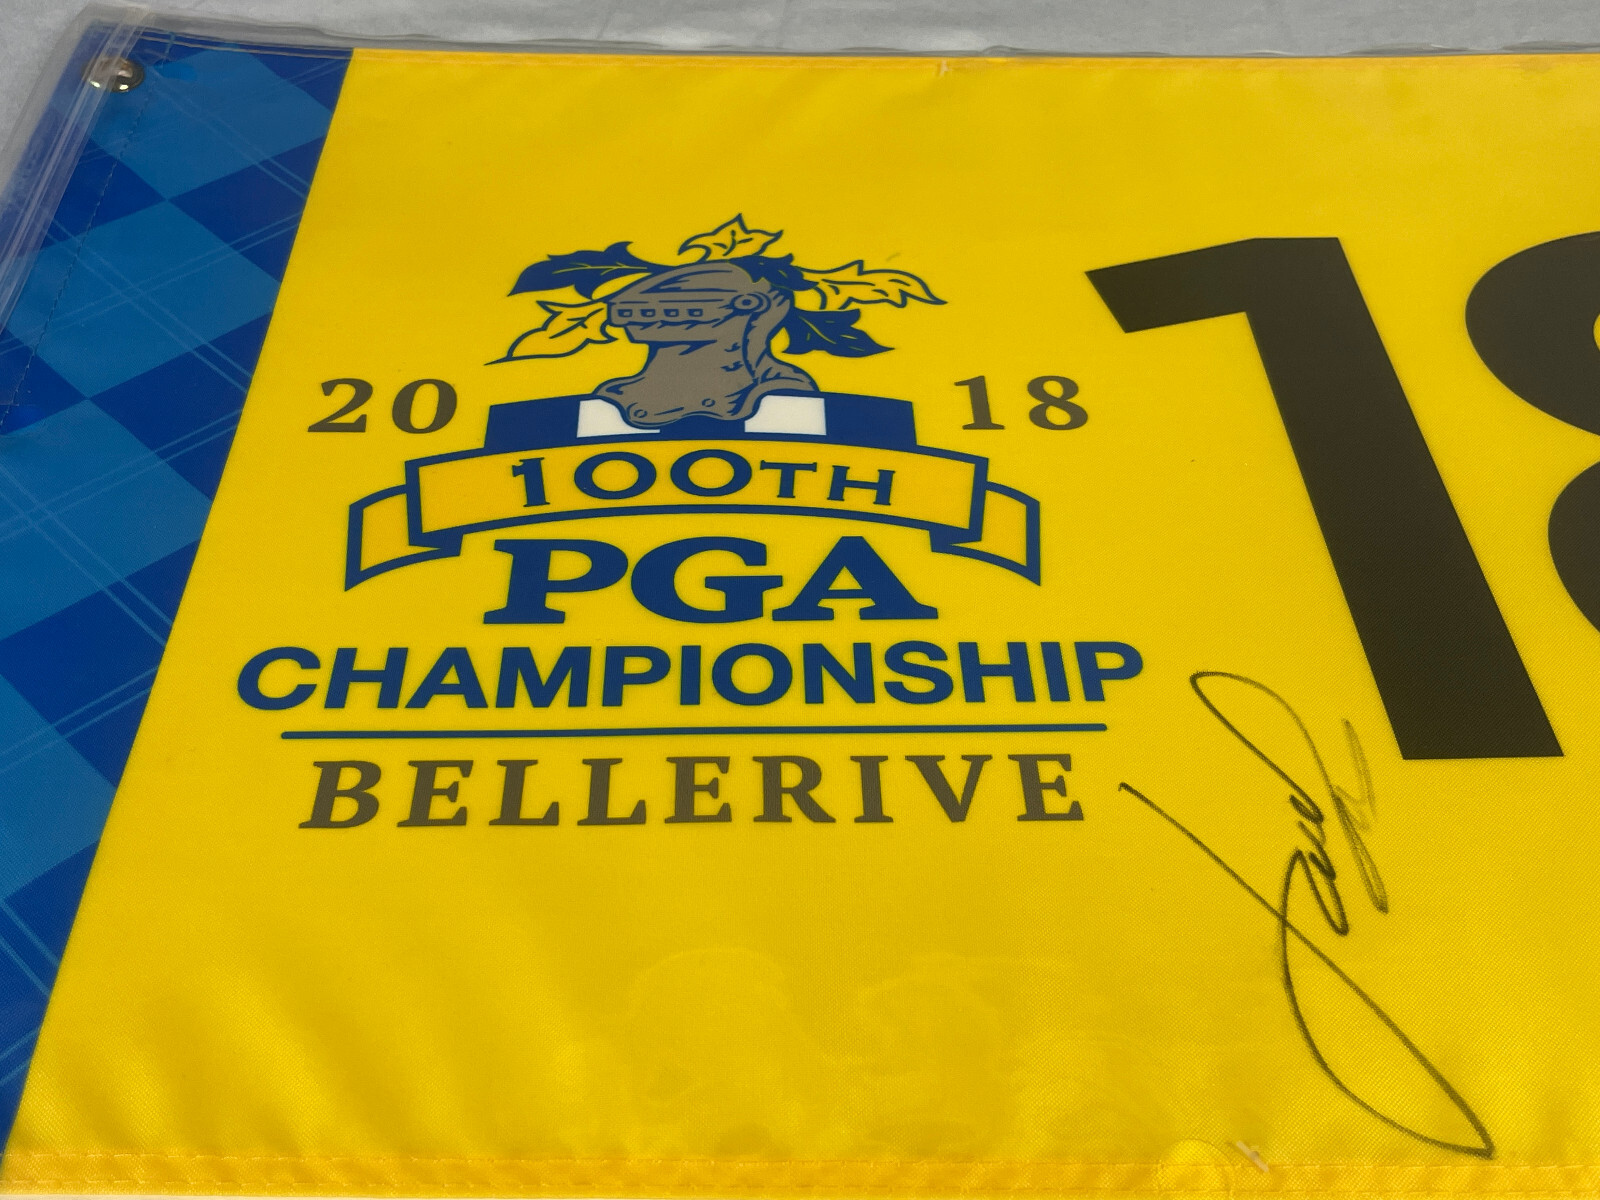 2018
100TH
PGA
CHAMPIONSHIP
BELLERIVE
18